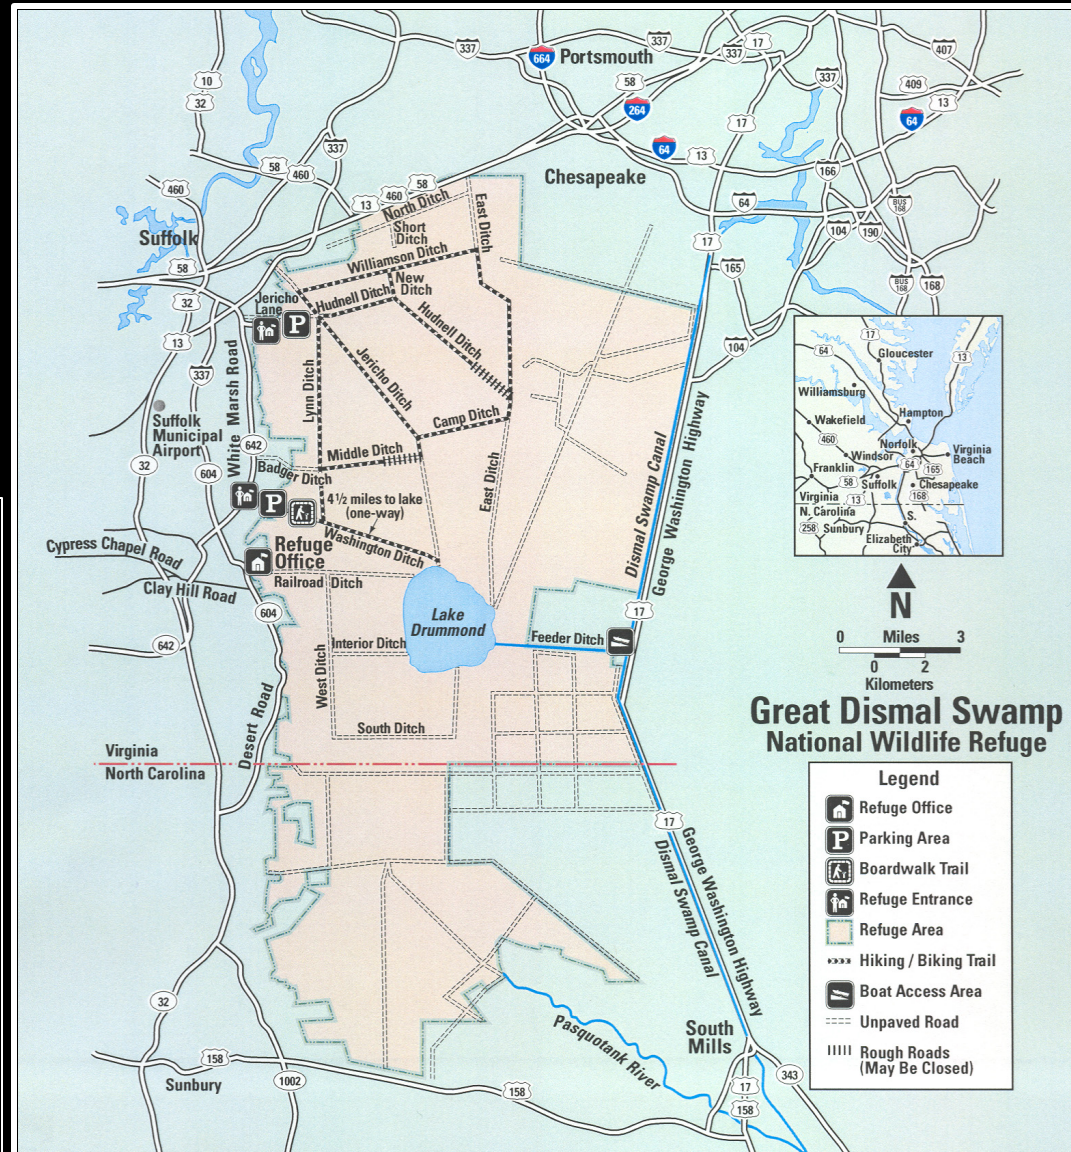 337
664
Portsmouth
337
337
17
407
10
32
58
337
409
13
264
17
64
337
64
13
166
58
460
Chesapeake
460
13
460
58
North Ditch
East Ditch
64
BUS
168
Short
Ditch
104
190
Suffolk
17
Williamson Ditch
58
165
New
Ditch
BUS
168
168
32
Jericho
Lane
Hudnell Ditch
Hudnell Ditch
P
13
104
337
White Marsh Road
Lynn Ditch
Jericho Ditch
Suffolk
Municipal
Airport
Camp Ditch
642
Middle Ditch
32
604
Badger Ditch
East Ditch
Dismal Swamp Canal
George Washington Highway
P
4 1/2 miles to lake
(one-way)
Washington Ditch
Cypress Chapel Road
Refuge
Office
Railroad Ditch
Clay Hill Road
604
Lake
Drummond
17
642
Interior Ditch
Feeder Ditch
West Ditch
Desert Road
South Ditch
Virginia
North Carolina
17
George Washington Highway
Dismal Swamp Canal
32
Pasquotank River
South
Mills
158
Sunbury
1002
158
343
17
158
17
64
Gloucester
13
Williamsburg
Wakefield
Hampton
460
Norfolk
Windsor
Virginia
Beach
64
165
Franklin
58
Suffolk
Chesapeake
Virginia
13
168
N. Carolina
S.
258
Sunbury
Elizabeth
City
N
0 Miles 3
0 2
Kilometers
Great Dismal Swamp
National Wildlife Refuge
Legend
Refuge Office
P
Parking Area
Boardwalk Trail
Refuge Entrance
Refuge Area
Hiking / Biking Trail
Boat Access Area
Unpaved Road
Rough Roads
(May Be Closed)